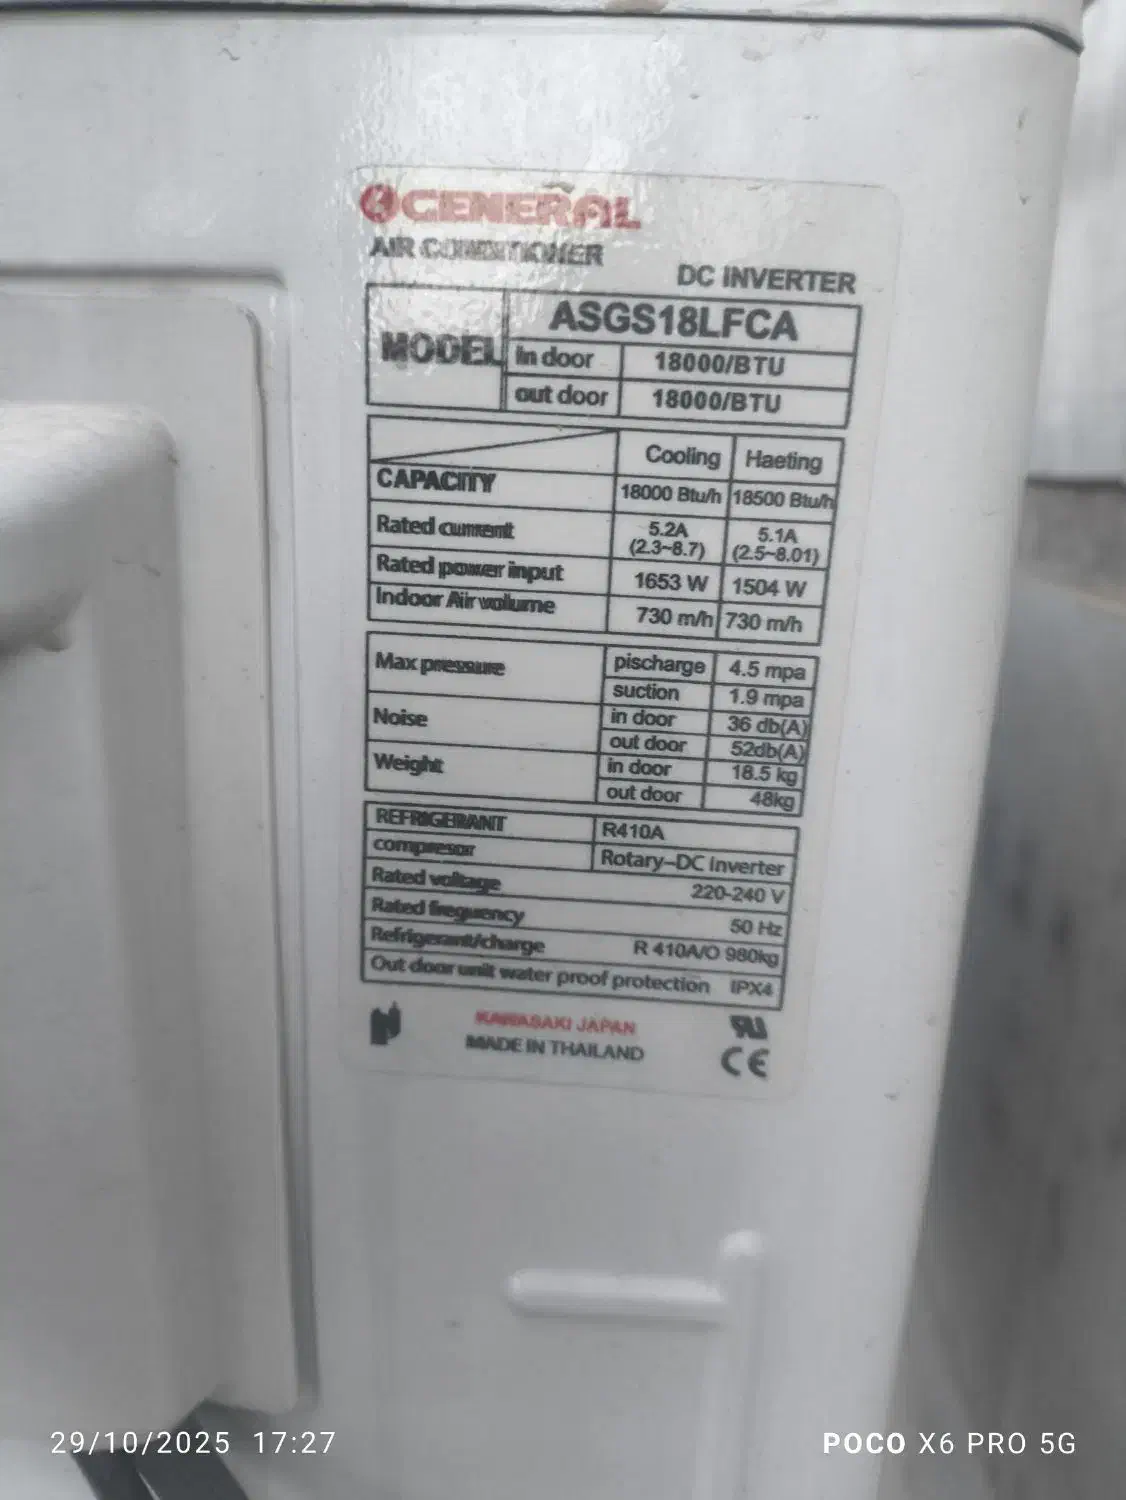 GENERAL
AIR CONDITIONER
DC INVERTER
MODEL
ASGS18LFCA
in door 18000/BTU
out door 18000/BTU
Cooling Haeting
CAPACITY 18000 Btu/h 18500 Btu/h
Rated current 5.2A (2.3~8.7) 5.1A (2.5~8.01)
Rated power input 1653 W 1504 W
Indoor Air volume 730 m/h 730 m/h
Max pressure pischarge 4.5 mpa
suction 1.9 mpa
Noise in door 36 db(A)
out door 52db(A)
Weight in door 18.5 kg
out door 48kg
REFRIGERANT R410A
compresor Rotary-DC inverter
Rated voltage 220-240 V
Rated freguency 50 Hz
Refrigerant/charge R 410A/O 980kg
Out door unit water proof protection IPX4
KAWASAKI JAPAN
MADE IN THAILAND
CE
29/10/2025 17:27
POCO X6 PRO 5G